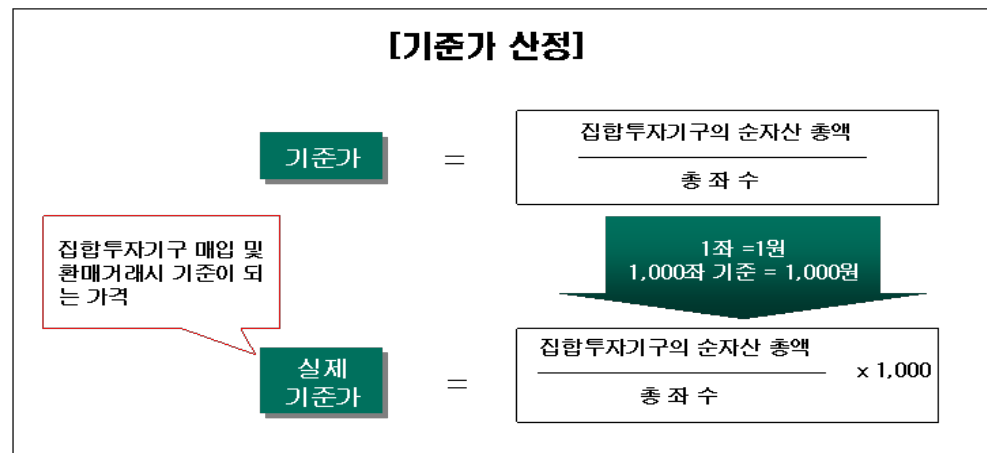 [기준가 산정]
기준가
=
집합투자기구의 순자산 총액
총 좌 수
집합투자기구 매입 및
환매거래시 기준이 되
는 가격
1좌 =1원
1,000좌 기준 = 1,000원
실제
기준가
=
집합투자기구의 순자산 총액
총 좌 수
x 1,000